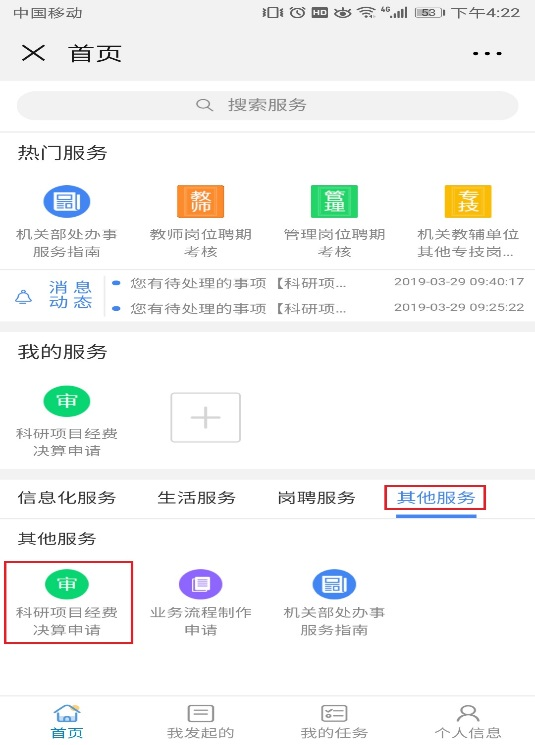 中国移动 HD 4G 53 下午4:22
首页
搜索服务
热门服务
教师 管理 专技
机关部处办事 教师岗位聘期 管理岗位聘期 机关教辅单位
服务指南 考核 考核 其他专技岗...
消息 您有待处理的事项【科研项... 2019-03-29 09:40:17
动态 您有待处理的事项【科研项... 2019-03-29 09:25:22
我的服务
审
科研项目经费
决算申请
信息化服务 生活服务 岗聘服务 其他服务
其他服务
审
科研项目经费 业务流程制作 机关部处办事
决算申请 申请 服务指南
首页 我发起的 我的任务 个人信息